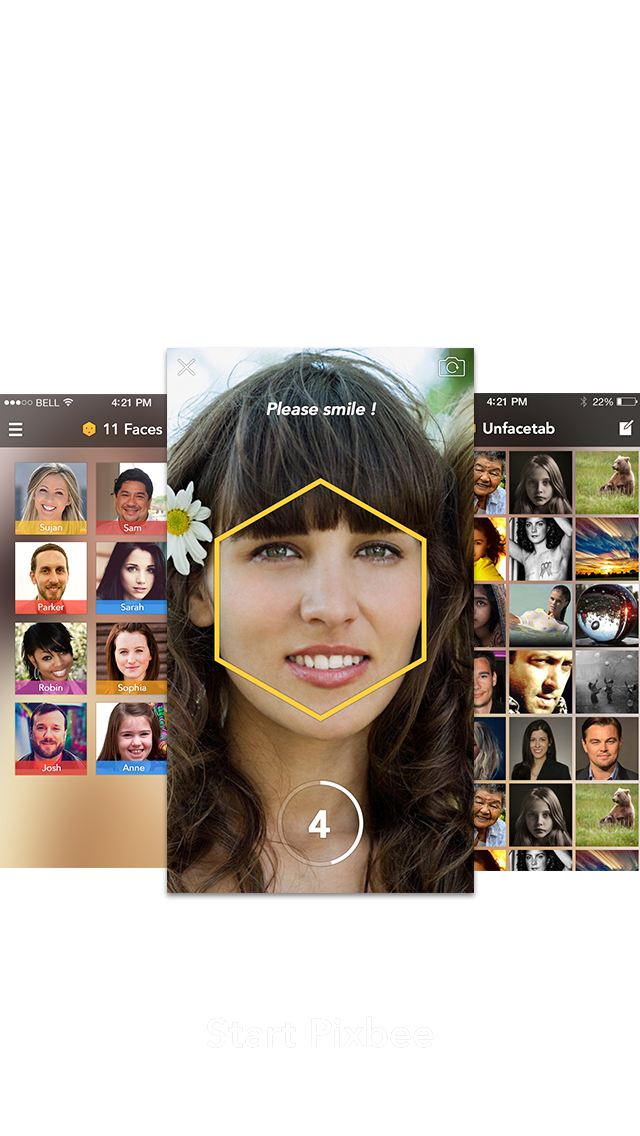 BELL 4:21 PM
11 Faces
Sujan
Sam
Parker
Sarah
Robin
Sophia
Josh
Anne
Please smile !
4
4:21 PM 22%
Unfacetab
Start Pixbee